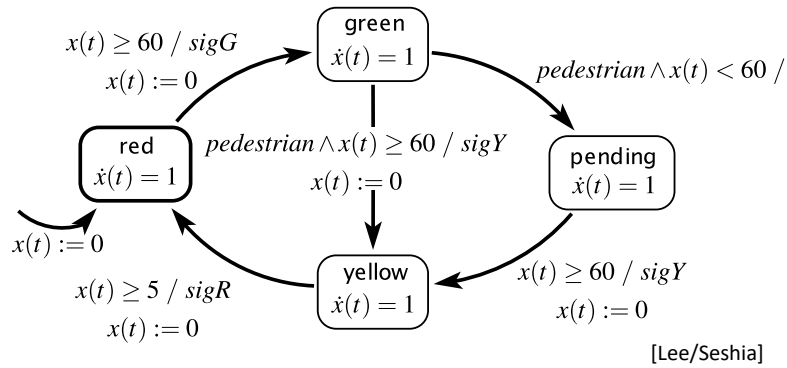 green
ẋ(t) = 1
x(t) ≥ 60 / sigG
x(t) := 0
pedestrian ∧ x(t) < 60 /
red
ẋ(t) = 1
pedestrian ∧ x(t) ≥ 60 / sigY
x(t) := 0
pending
ẋ(t) = 1
x(t) := 0
yellow
ẋ(t) = 1
x(t) ≥ 5 / sigR
x(t) := 0
x(t) ≥ 60 / sigY
x(t) := 0
[Lee/Seshia]